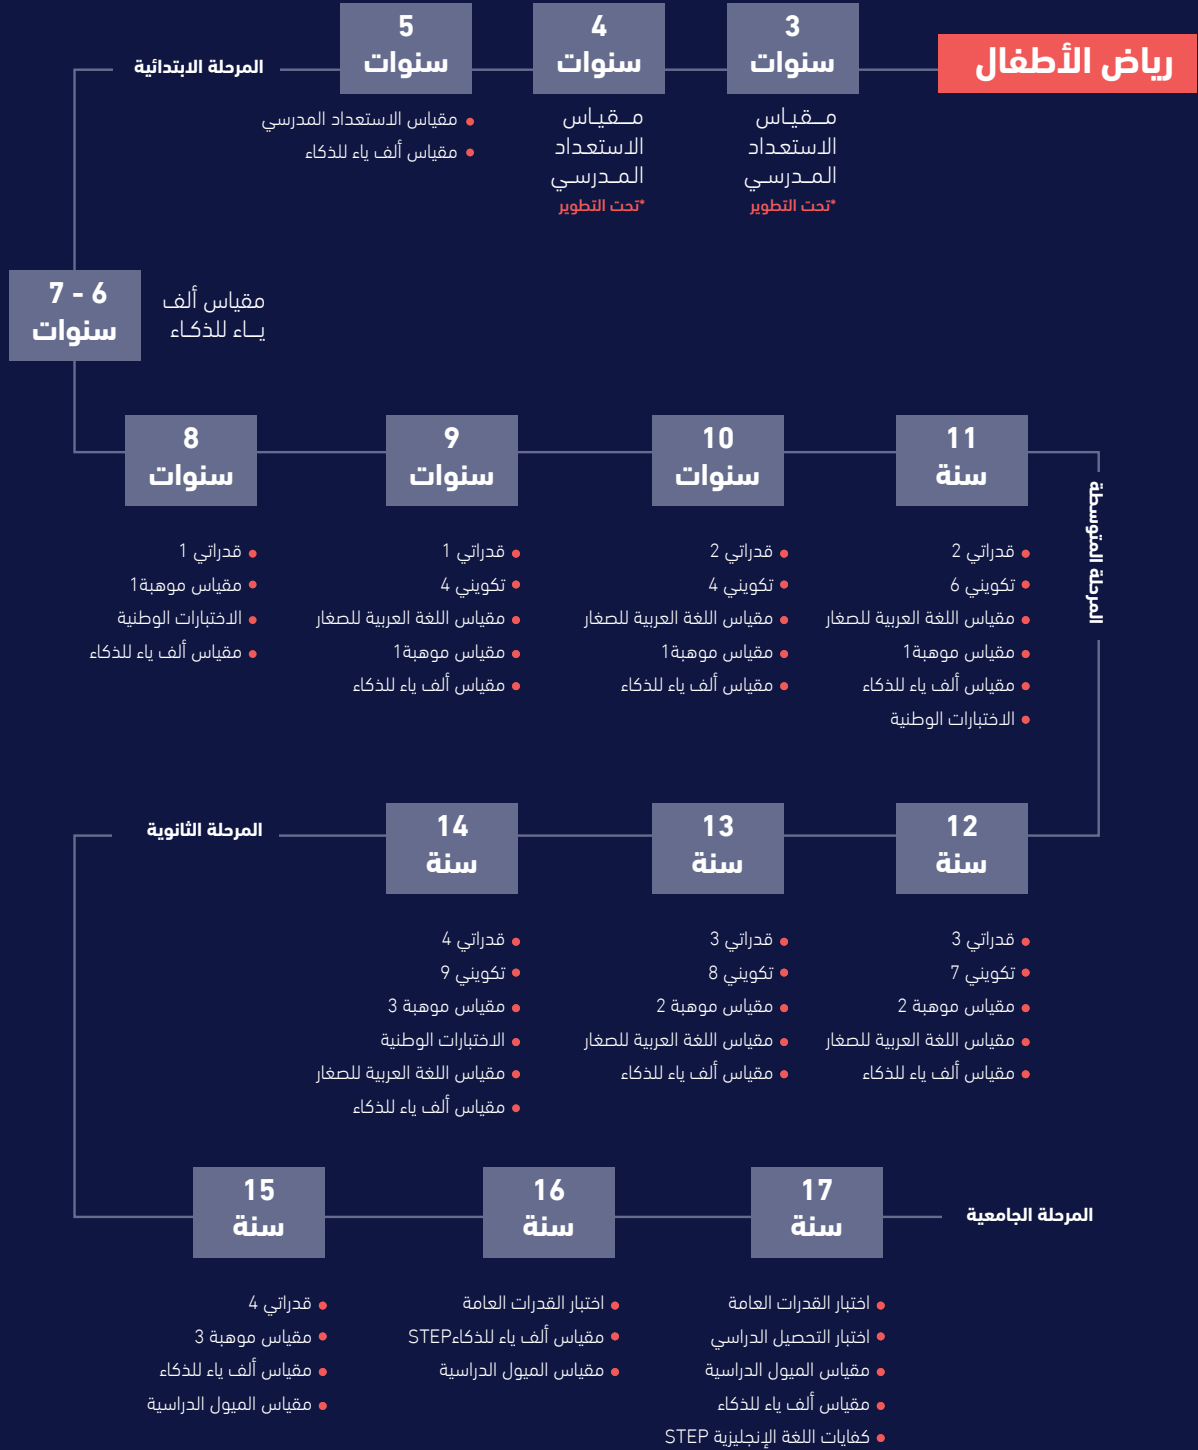 رياض الأطفال
3
سنوات
مـقيـاس
الاستعـداد
المـدرسـي
*تحت التطوير
4
سنوات
مـقيـاس
الاستعـداد
المـدرسـي
*تحت التطوير
5
سنوات
مقياس الاستعداد المدرسي
مقياس ألف ياء للذكاء
المرحلة الابتدائية
6 - 7
سنوات
مقياس ألف
يـاء للذكـاء
8
سنوات
قدراتي 1
مقياس موهبة1
الاختبارات الوطنية
مقياس ألف ياء للذكاء
9
سنوات
قدراتي 1
تكويني 4
مقياس اللغة العربية للصغار
مقياس موهبة1
مقياس ألف ياء للذكاء
10
سنوات
قدراتي 2
تكويني 4
مقياس اللغة العربية للصغار
مقياس موهبة1
مقياس ألف ياء للذكاء
11
سنة
قدراتي 2
تكويني 6
مقياس اللغة العربية للصغار
مقياس موهبة1
مقياس ألف ياء للذكاء
الاختبارات الوطنية
المرحلة المتوسطة
12
سنة
قدراتي 3
تكويني 7
مقياس موهبة 2
مقياس اللغة العربية للصغار
مقياس ألف ياء للذكاء
13
سنة
قدراتي 3
تكويني 8
مقياس موهبة 2
مقياس اللغة العربية للصغار
مقياس ألف ياء للذكاء
14
سنة
قدراتي 4
تكويني 9
مقياس موهبة 3
الاختبارات الوطنية
مقياس اللغة العربية للصغار
مقياس ألف ياء للذكاء
المرحلة الثانوية
15
سنة
قدراتي 4
مقياس موهبة 3
مقياس ألف ياء للذكاء
مقياس الميول الدراسية
16
سنة
اختبار القدرات العامة
مقياس ألف ياء للذكاءSTEP
مقياس الميول الدراسية
17
سنة
اختبار القدرات العامة
اختبار التحصيل الدراسي
مقياس الميول الدراسية
مقياس ألف ياء للذكاء
كفايات اللغة الإنجليزية STEP
المرحلة الجامعية